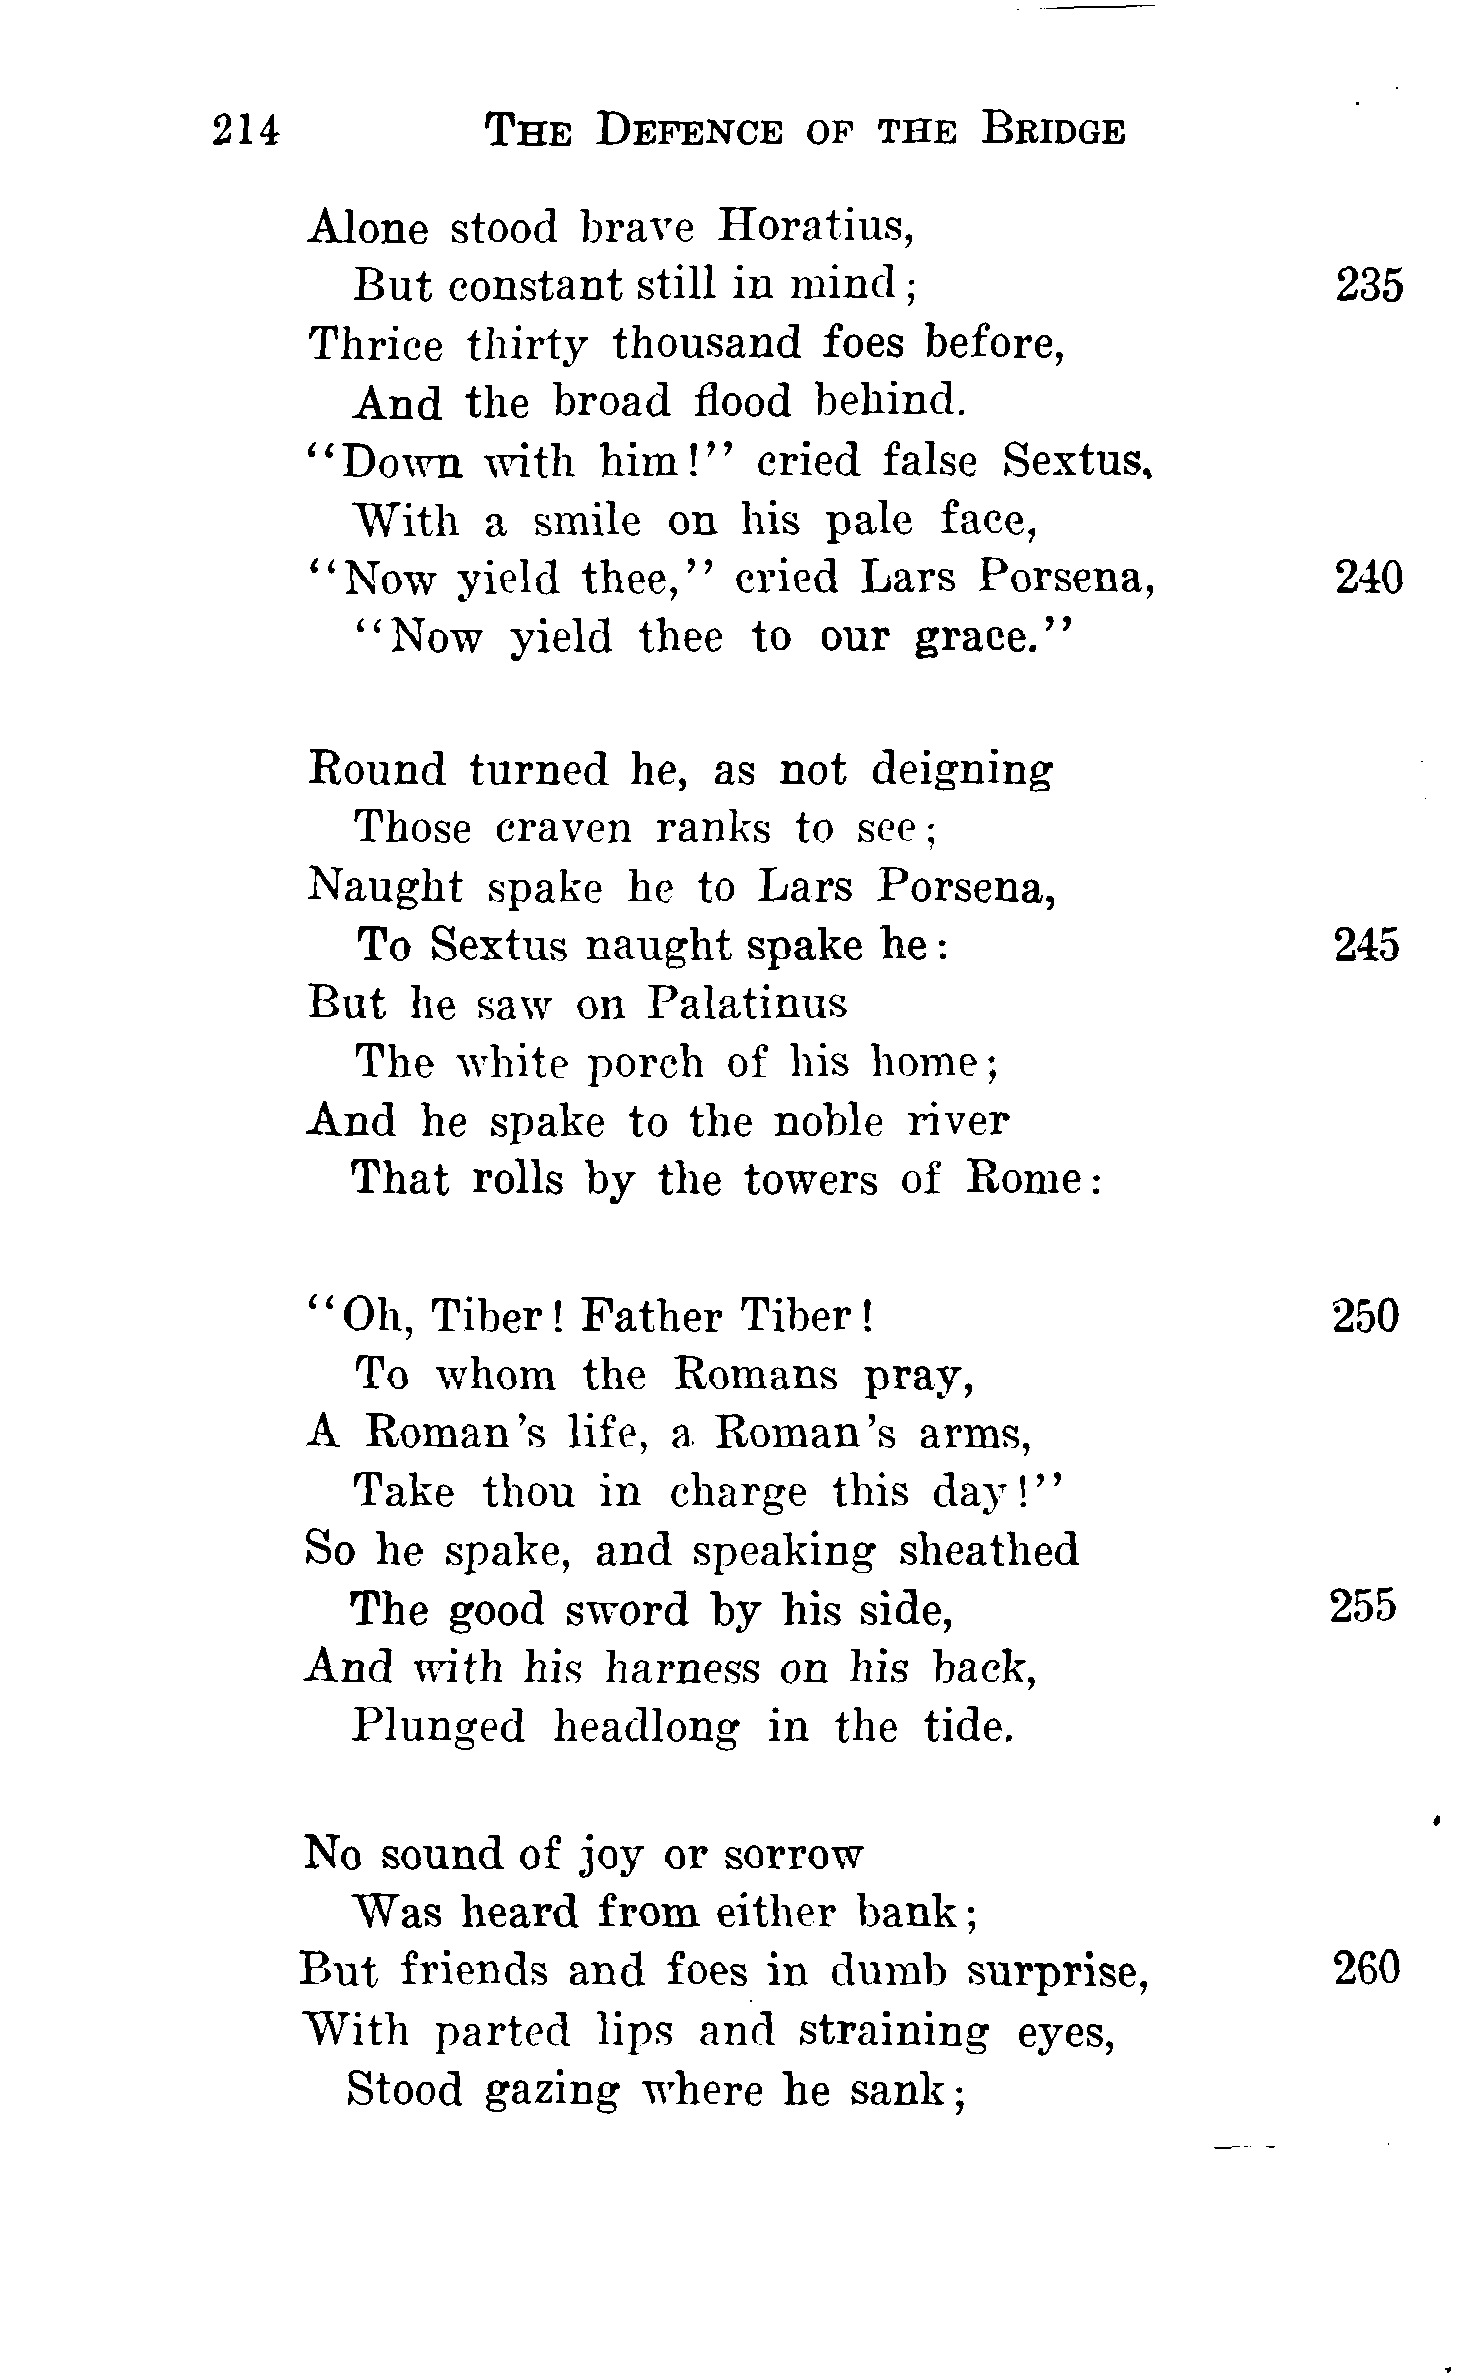 214 THE DEFENCE OF THE BRIDGE
Alone stood brave Horatius,
But constant still in mind; 235
Thrice thirty thousand foes before,
And the broad flood behind.
"Down with him!" cried false Sextus,
With a smile on his pale face,
"Now yield thee," cried Lars Porsena, 240
"Now yield thee to our grace."
Round turned he, as not deigning
Those craven ranks to see;
Naught spake he to Lars Porsena,
To Sextus naught spake he: 245
But he saw on Palatinus
The white porch of his home;
And he spake to the noble river
That rolls by the towers of Rome:
"Oh, Tiber! Father Tiber! 250
To whom the Romans pray,
A Roman's life, a Roman's arms,
Take thou in charge this day!"
So he spake, and speaking sheathed
The good sword by his side, 255
And with his harness on his back,
Plunged headlong in the tide.
No sound of joy or sorrow
Was heard from either bank;
But friends and foes in dumb surprise, 260
With parted lips and straining eyes,
Stood gazing where he sank;